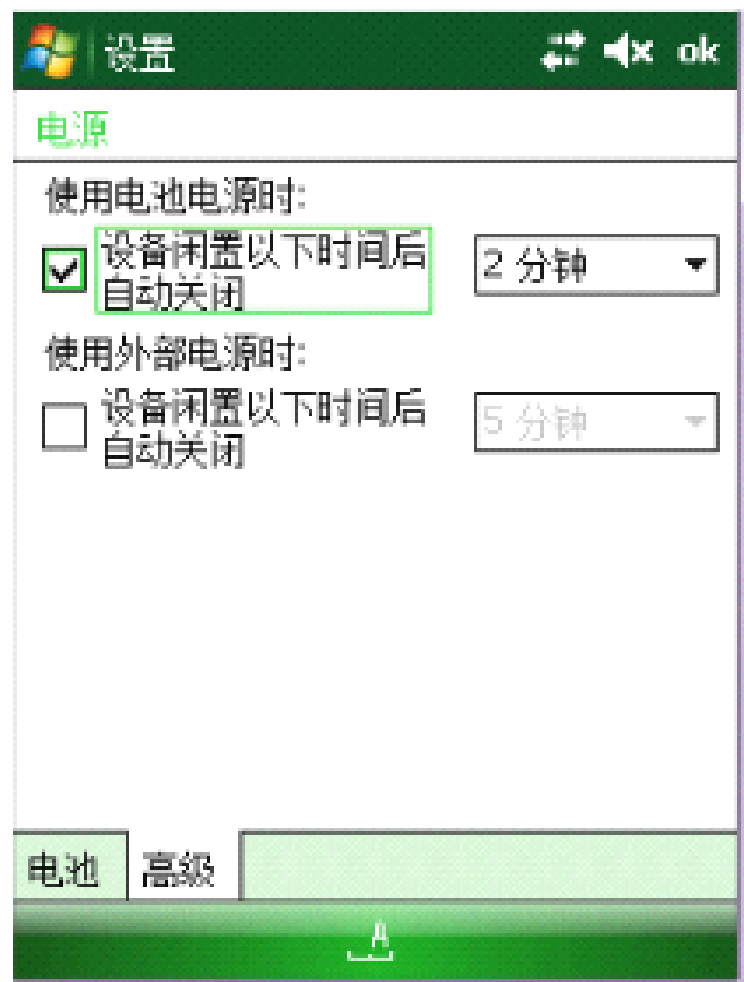 设置 ok
电源
使用电池电源时:
设备闲置以下时间后 2 分钟
自动关闭
使用外部电源时:
设备闲置以下时间后 5 分钟
自动关闭
电池 高级
A